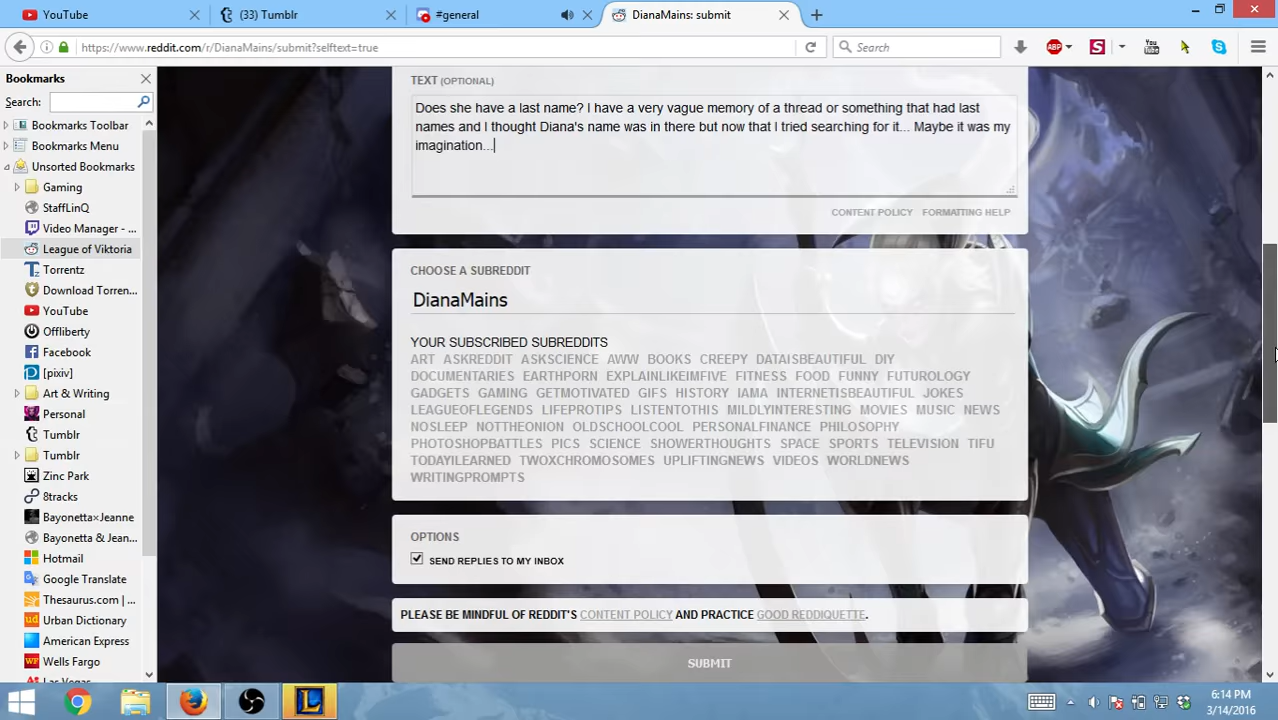 YouTube
(33) Tumblr
#general
DianaMains: submit
https://www.reddit.com/r/DianaMains/submit?selftext=true
Search
ABP
S
You Tube
Bookmarks
Search:
Bookmarks Toolbar
Bookmarks Menu
Unsorted Bookmarks
Gaming
StaffLinQ
Video Manager - ...
League of Viktoria
Torrentz
Download Torren...
YouTube
Offliberty
Facebook
[pixiv]
Art & Writing
Personal
Tumblr
Tumblr
Zinc Park
8tracks
Bayonetta×Jeanne
Bayonetta & Jean...
Hotmail
Google Translate
Thesaurus.com | ...
Urban Dictionary
American Express
Wells Fargo
TEXT (OPTIONAL)
Does she have a last name? I have a very vague memory of a thread or something that had last
names and I thought Diana's name was in there but now that I tried searching for it... Maybe it was my
imagination...
CONTENT POLICY FORMATTING HELP
CHOOSE A SUBREDDIT
DianaMains
YOUR SUBSCRIBED SUBREDDITS
ART ASKREDDIT ASKSCIENCE AWW BOOKS CREEPY DATAISBEAUTIFUL DIY
DOCUMENTARIES EARTHPORN EXPLAINLIKEIMFIVE FITNESS FOOD FUNNY FUTUROLOGY
GADGETS GAMING GETMOTIVATED GIFS HISTORY IAMA INTERNETISBEAUTIFUL JOKES
LEAGUEOFLEGENDS LIFEPROTIPS LISTENTOTHIS MILDLYINTERESTING MOVIES MUSIC NEWS
NOSLEEP NOTTHEONION OLDSCHOOLCOOL PERSONALFINANCE PHILOSOPHY
PHOTOSHOPBATTLES PICS SCIENCE SHOWERTHOUGHTS SPACE SPORTS TELEVISION TIFU
TODAYILEARNED TWOXCHROMOSOMES UPLIFTINGNEWS VIDEOS WORLDNEWS
WRITINGPROMPTS
OPTIONS
SEND REPLIES TO MY INBOX
PLEASE BE MINDFUL OF REDDIT'S CONTENT POLICY AND PRACTICE GOOD REDDIQUETTE.
SUBMIT
6:14 PM
3/14/2016